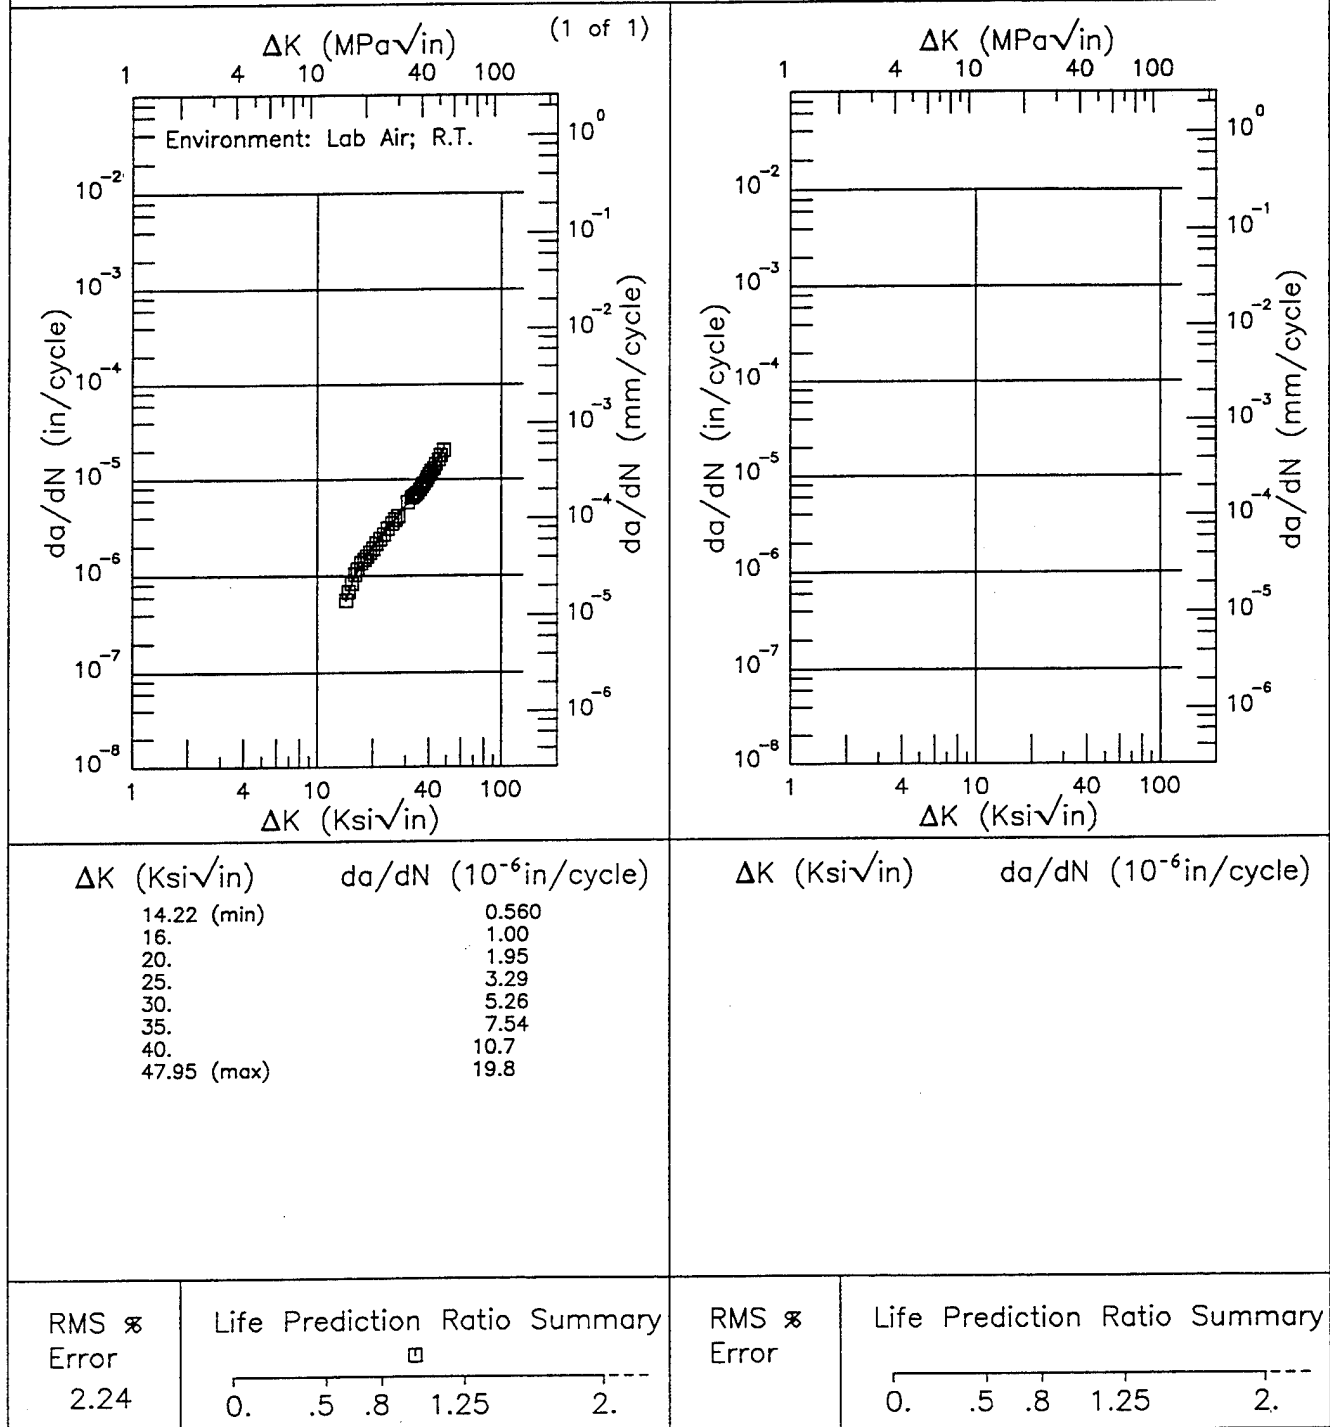 (1 of 1)
ΔK (MPa√in)
1 4 10 40 100
Environment: Lab Air; R.T.
da/dN (in/cycle)
10⁻²
10⁻³
10⁻⁴
10⁻⁵
10⁻⁶
10⁻⁷
10⁻⁸
da/dN (mm/cycle)
10⁰
10⁻¹
10⁻²
10⁻³
10⁻⁴
10⁻⁵
10⁻⁶
1 4 10 40 100
ΔK (Ksi√in)
ΔK (MPa√in)
1 4 10 40 100
da/dN (in/cycle)
10⁻²
10⁻³
10⁻⁴
10⁻⁵
10⁻⁶
10⁻⁷
10⁻⁸
da/dN (mm/cycle)
10⁰
10⁻¹
10⁻²
10⁻³
10⁻⁴
10⁻⁵
10⁻⁶
1 4 10 40 100
ΔK (Ksi√in)
ΔK (Ksi√in) da/dN (10⁻⁶in/cycle)
14.22 (min) 0.560
16. 1.00
20. 1.95
25. 3.29
30. 5.26
35. 7.54
40. 10.7
47.95 (max) 19.8
ΔK (Ksi√in) da/dN (10⁻⁶in/cycle)
RMS %
Error
2.24
Life Prediction Ratio Summary
0. .5 .8 1.25 2.
RMS %
Error
Life Prediction Ratio Summary
0. .5 .8 1.25 2.